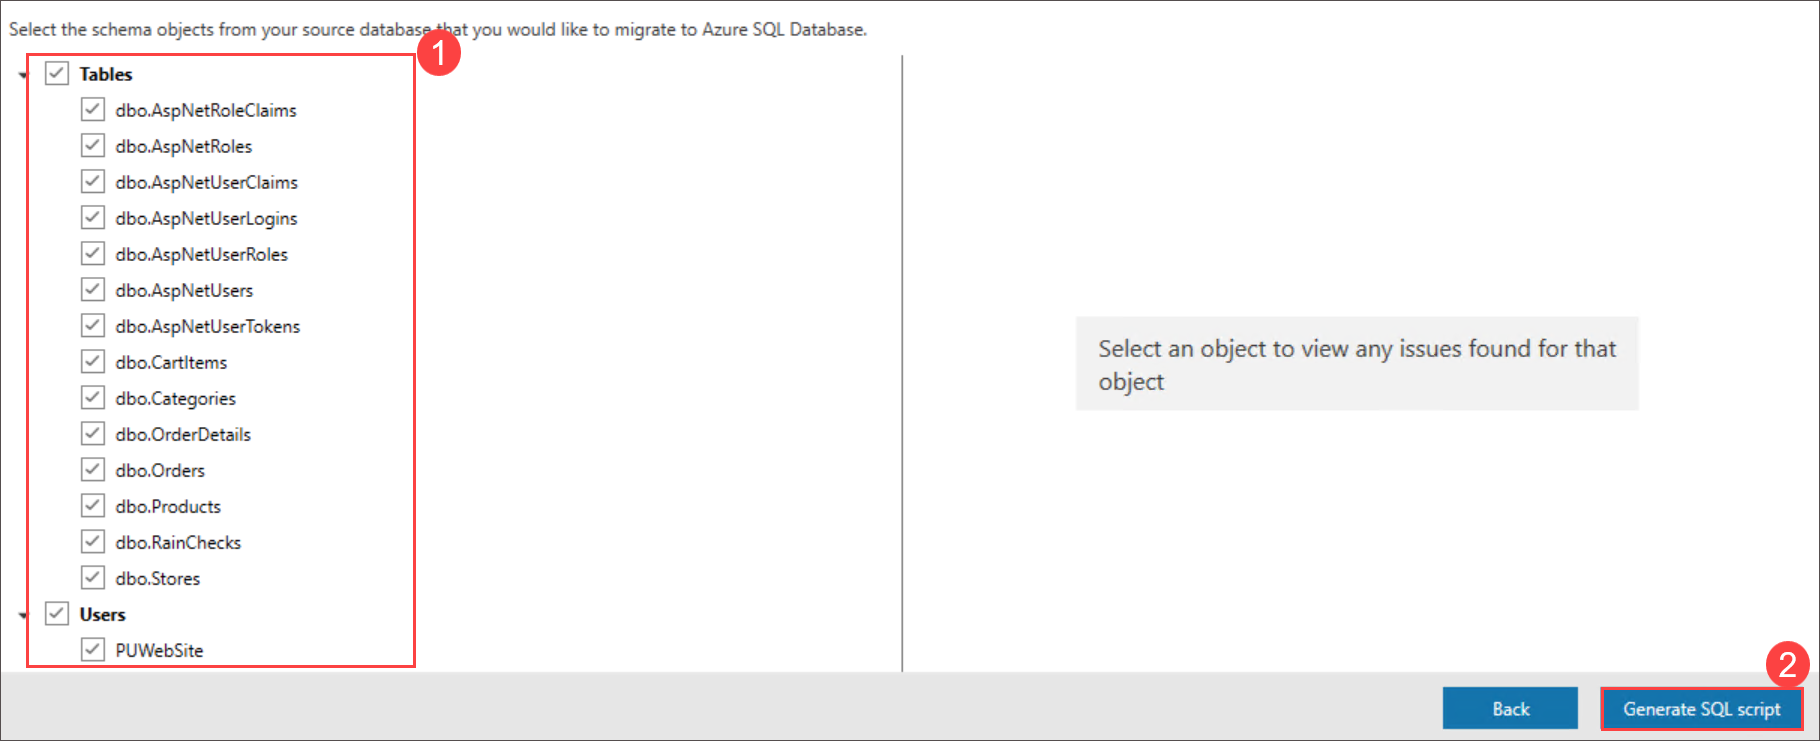 Select the schema objects from your source database that you would like to migrate to Azure SQL Database.
1
Tables
dbo.AspNetRoleClaims
dbo.AspNetRoles
dbo.AspNetUserClaims
dbo.AspNetUserLogins
dbo.AspNetUserRoles
dbo.AspNetUsers
dbo.AspNetUserTokens
dbo.CartItems
dbo.Categories
dbo.OrderDetails
dbo.Orders
dbo.Products
dbo.RainChecks
dbo.Stores
Users
PUWebSite
Select an object to view any issues found for that
object
2
Back
Generate SQL script